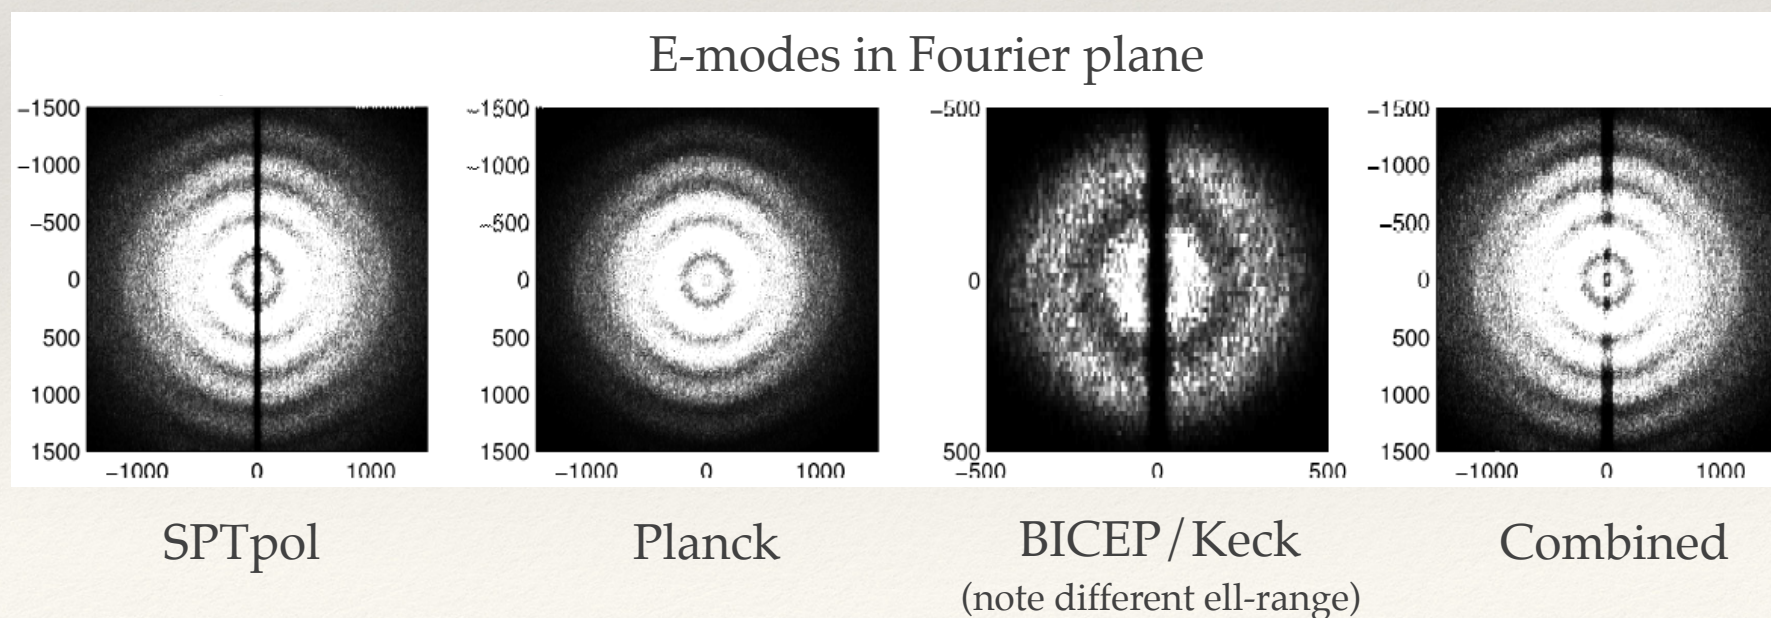 E-modes in Fourier plane
−1500
−1000
−500
0
500
1000
1500
−1000 0 1000
−1500
−1000
−500
0
500
1000
1500
−1000 0 1000
−500
0
500
−500 0 500
−1500
−1000
−500
0
500
1000
1500
−1000 0 1000
SPTpol
Planck
BICEP/Keck
(note different ell-range)
Combined